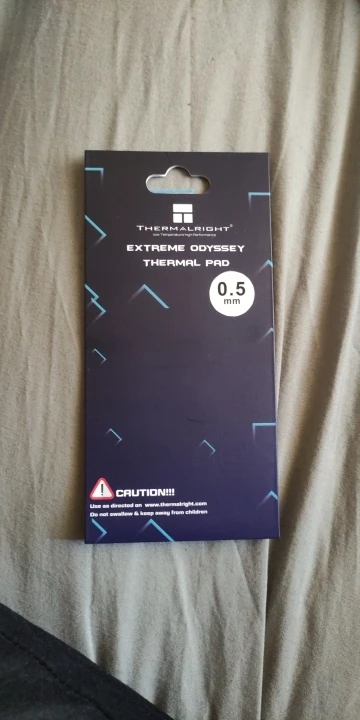 THERMALRIGHT®
EXTREME ODYSSEY
THERMAL PAD
0.5
mm
CAUTION!!!
Use as directed on www.thermalright.com
Do not swallow & keep away from children